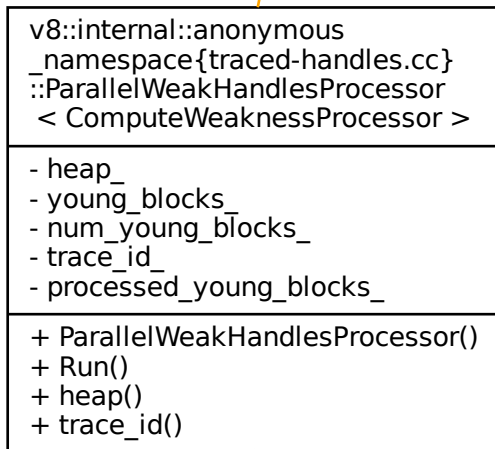 v8::internal::anonymous
_namespace{traced-handles.cc}
::ParallelWeakHandlesProcessor
< ComputeWeaknessProcessor >
- heap_
- young_blocks_
- num_young_blocks_
- trace_id_
- processed_young_blocks_
+ ParallelWeakHandlesProcessor()
+ Run()
+ heap()
+ trace_id()